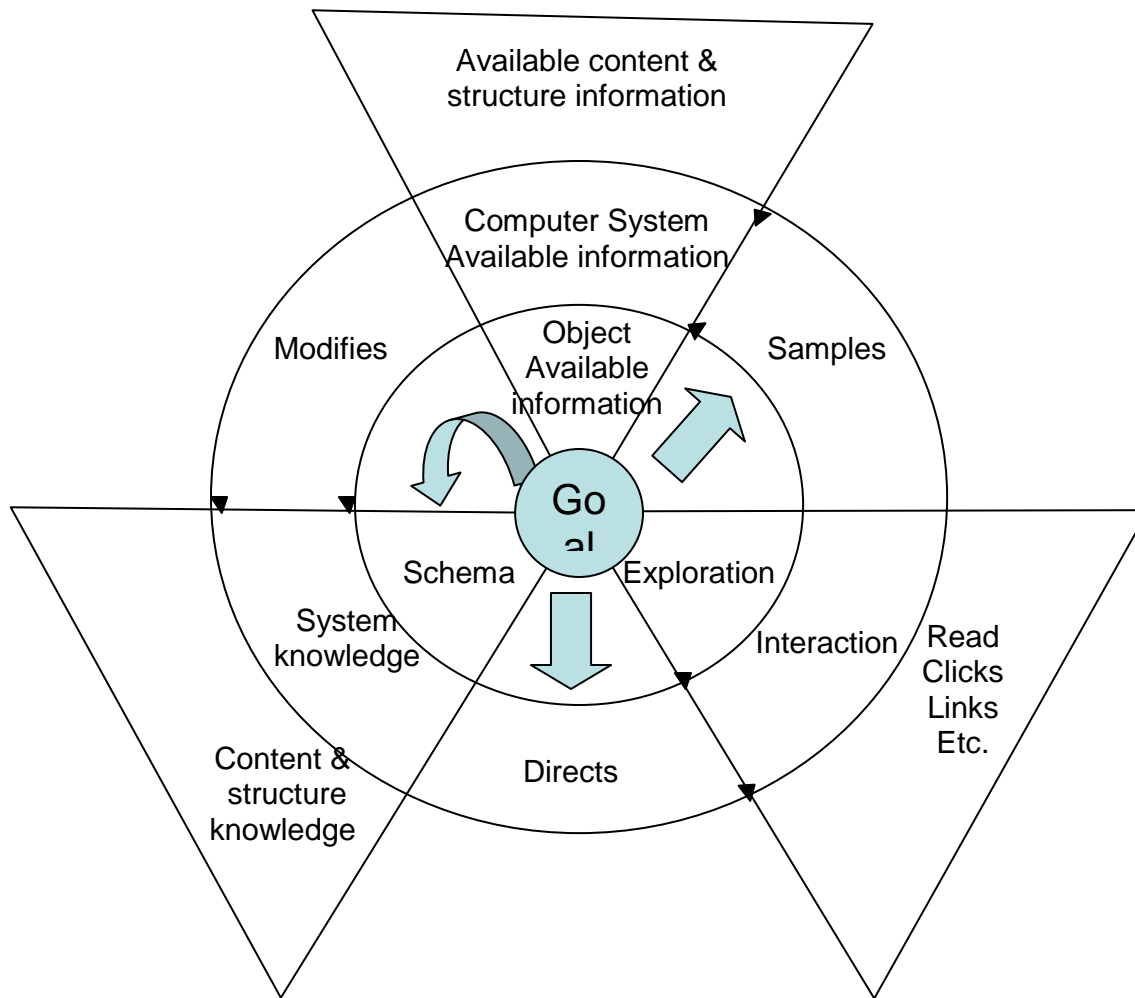 Available content &
structure information
Computer System
Available information
Object
Available
information
Modifies
Samples
Go
al
Schema
Exploration
System
knowledge
Interaction
Read
Clicks
Links
Etc.
Content &
structure
knowledge
Directs